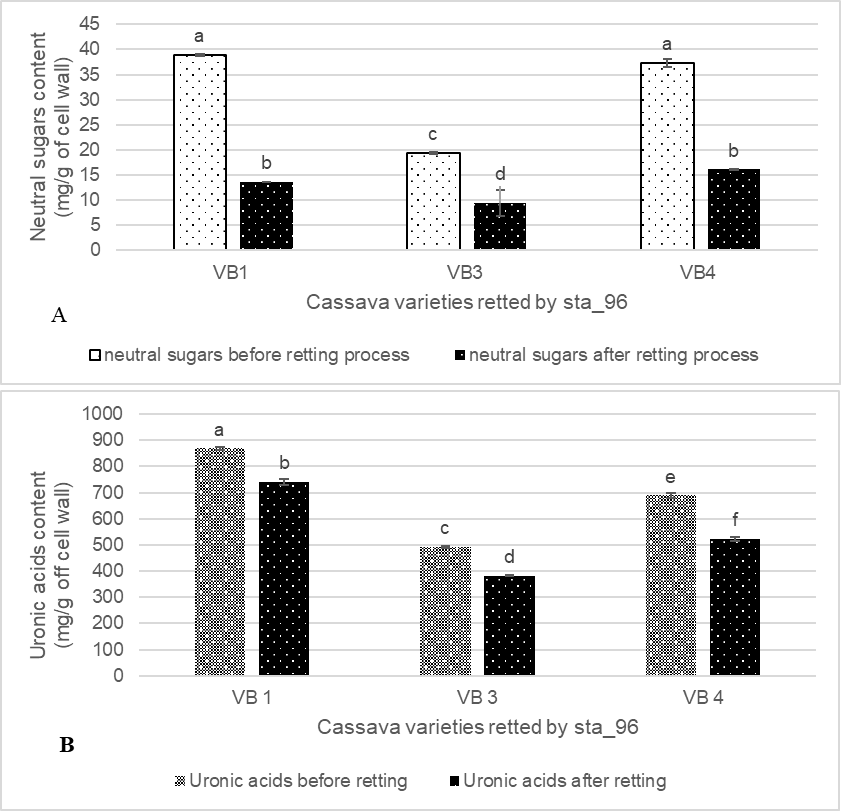 Neutral sugars content
(mg/g of cell wall)
45
40
35
30
25
20
15
10
5
0
a
b
c
d
a
b
VB1
VB3
VB4
Cassava varieties retted by sta_96
A
neutral sugars before retting process
neutral sugars after retting process
Uronic acids content
(mg/g off cell wall)
1000
900
800
700
600
500
400
300
200
100
0
a
b
c
d
e
f
VB 1
VB 3
VB 4
Cassava varieties retted by sta_96
B
Uronic acids before retting
Uronic acids after retting